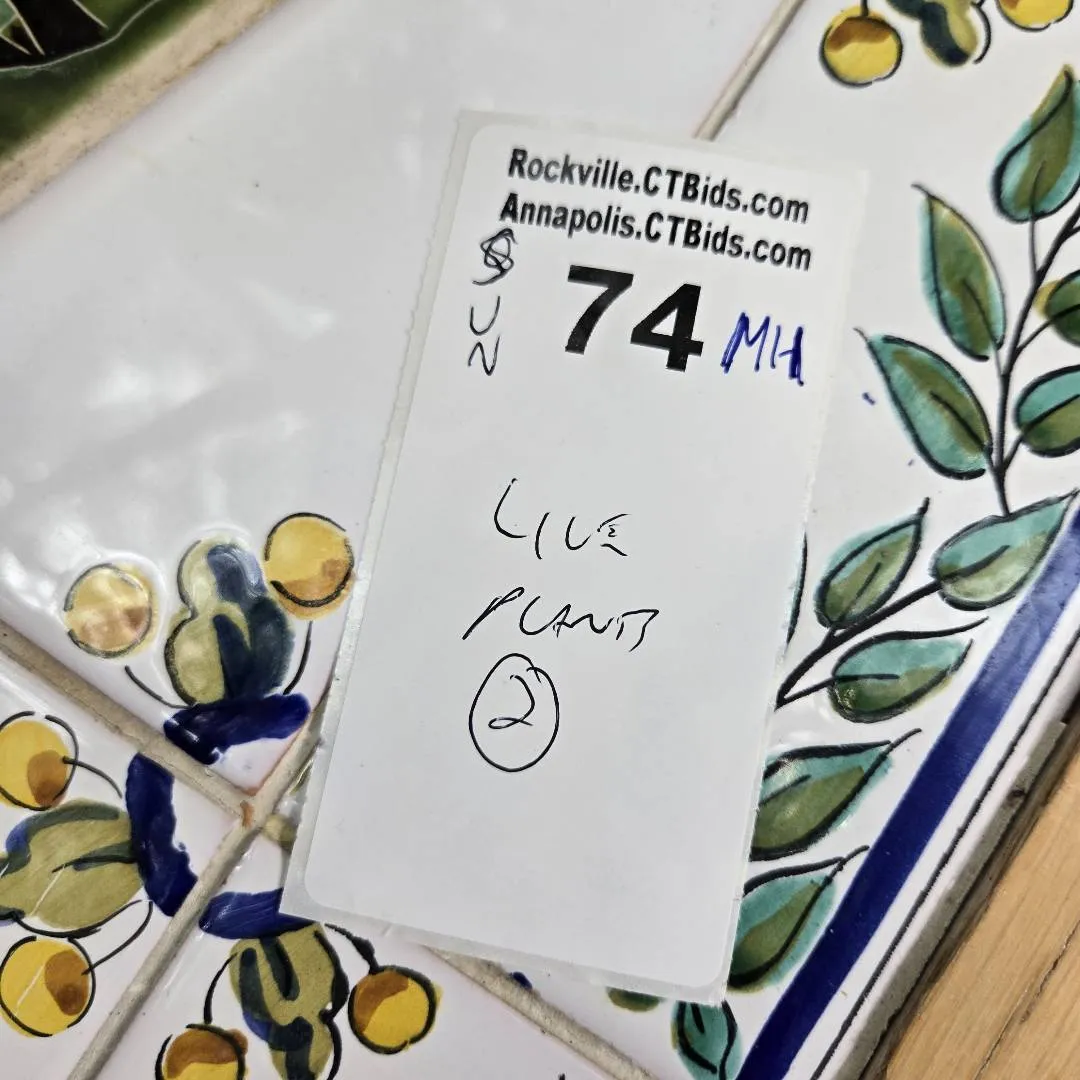 Rockville.CTBids.com
Annapolis.CTBids.com
SUN
74 MH
LIVE
PLANTS
2